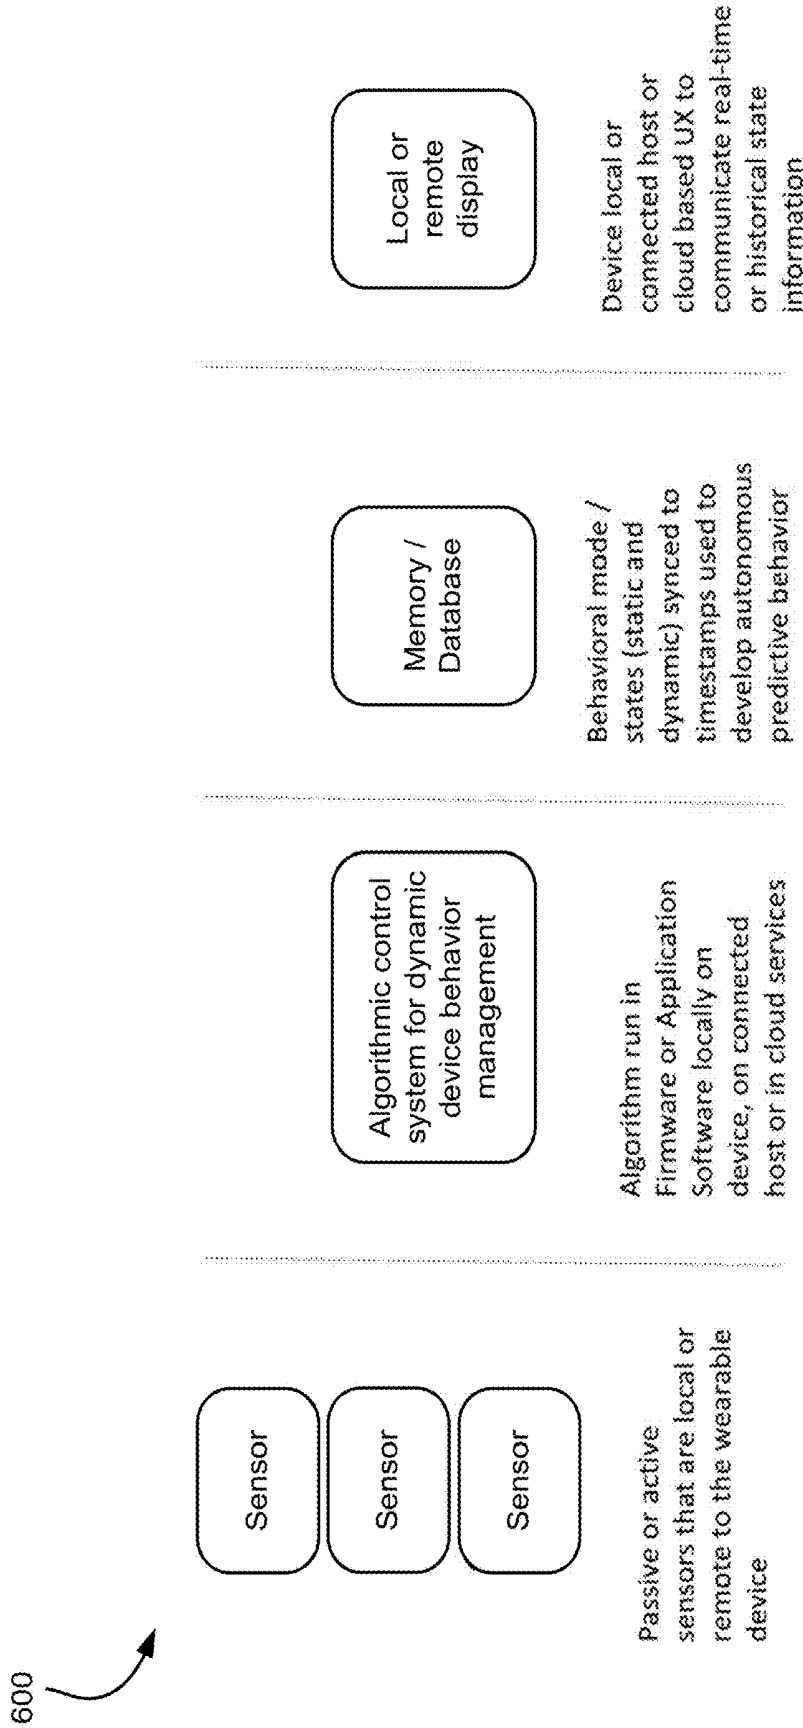 600
Sensor
Sensor
Sensor
Passive or active
sensors that are local or
remote to the wearable
device
Algorithmic control
system for dynamic
device behavior
management
Algorithm run in
Firmware or Application
Software locally on
device, on connected
host or in cloud services
Memory /
Database
Behavioral mode /
states (static and
dynamic) synced to
timestamps used to
develop autonomous
predictive behavior
Local or
remote
display
Device local or
connected host or
cloud based UX to
communicate real-time
or historical state
information